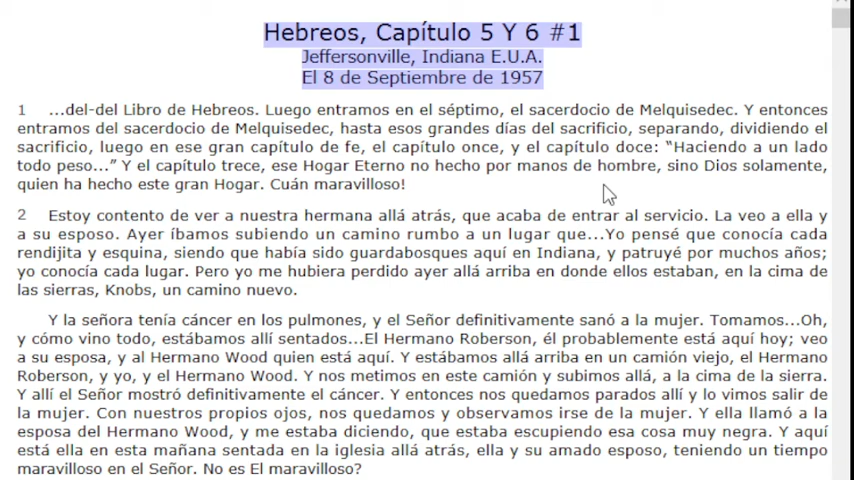 Hebreos, Capítulo 5 Y 6 #1
Jeffersonville, Indiana E.U.A.
El 8 de Septiembre de 1957
1 ...del-del Libro de Hebreos. Luego entramos en el séptimo, el sacerdocio de Melquisedec. Y entonces
entramos del sacerdocio de Melquisedec, hasta esos grandes días del sacrificio, separando, dividiendo el
sacrificio, luego en ese gran capítulo de fe, el capítulo once, y el capítulo doce: “Haciendo a un lado
todo peso...” Y el capítulo trece, ese Hogar Eterno no hecho por manos de hombre, sino Dios solamente,
quien ha hecho este gran Hogar. Cuán maravilloso!
2 Estoy contento de ver a nuestra hermana allá atrás, que acaba de entrar al servicio. La veo a ella y
a su esposo. Ayer íbamos subiendo un camino rumbo a un lugar que...Yo pensé que conocía cada
rendijita y esquina, siendo que había sido guardabosques aquí en Indiana, y patruyé por muchos años;
yo conocía cada lugar. Pero yo me hubiera perdido ayer allá arriba en donde ellos estaban, en la cima de
las sierras, Knobs, un camino nuevo.
Y la señora tenía cáncer en los pulmones, y el Señor definitivamente sanó a la mujer. Tomamos...Oh,
y cómo vino todo, estábamos allí sentados...El Hermano Roberson, él probablemente está aquí hoy; veo
a su esposa, y al Hermano Wood quien está aquí. Y estábamos allá arriba en un camión viejo, el Hermano
Roberson, y yo, y el Hermano Wood. Y nos metimos en este camión y subimos allá, a la cima de la sierra.
Y allí el Señor mostró definitivamente el cáncer. Y entonces nos quedamos parados allí y lo vimos salir de
la mujer. Con nuestros propios ojos, nos quedamos y observamos irse de la mujer. Y ella llamó a la
esposa del Hermano Wood, y me estaba diciendo, que estaba escupiendo esa cosa muy negra. Y aquí
está ella en esta mañana sentada en la iglesia allá atrás, ella y su amado esposo, teniendo un tiempo
maravilloso en el Señor. No es El maravilloso?